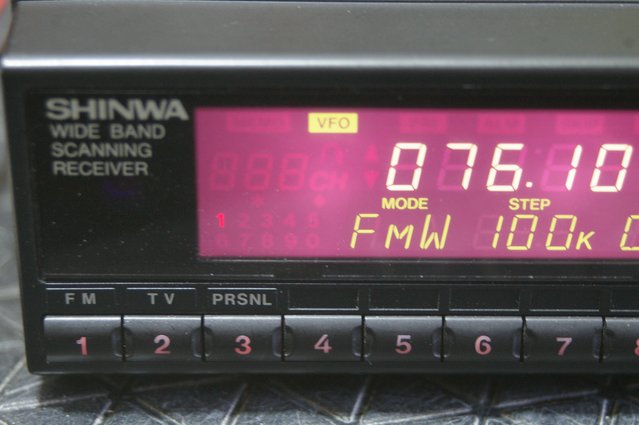 SHINWA
WIDE BAND
SCANNING
RECEIVER
VFO
076.10
888 CH
MODE STEP
1 2 3 4 5
6 7 8 9 0
FMW 100K
FM TV PRSNL
1 2 3 4 5 6 7